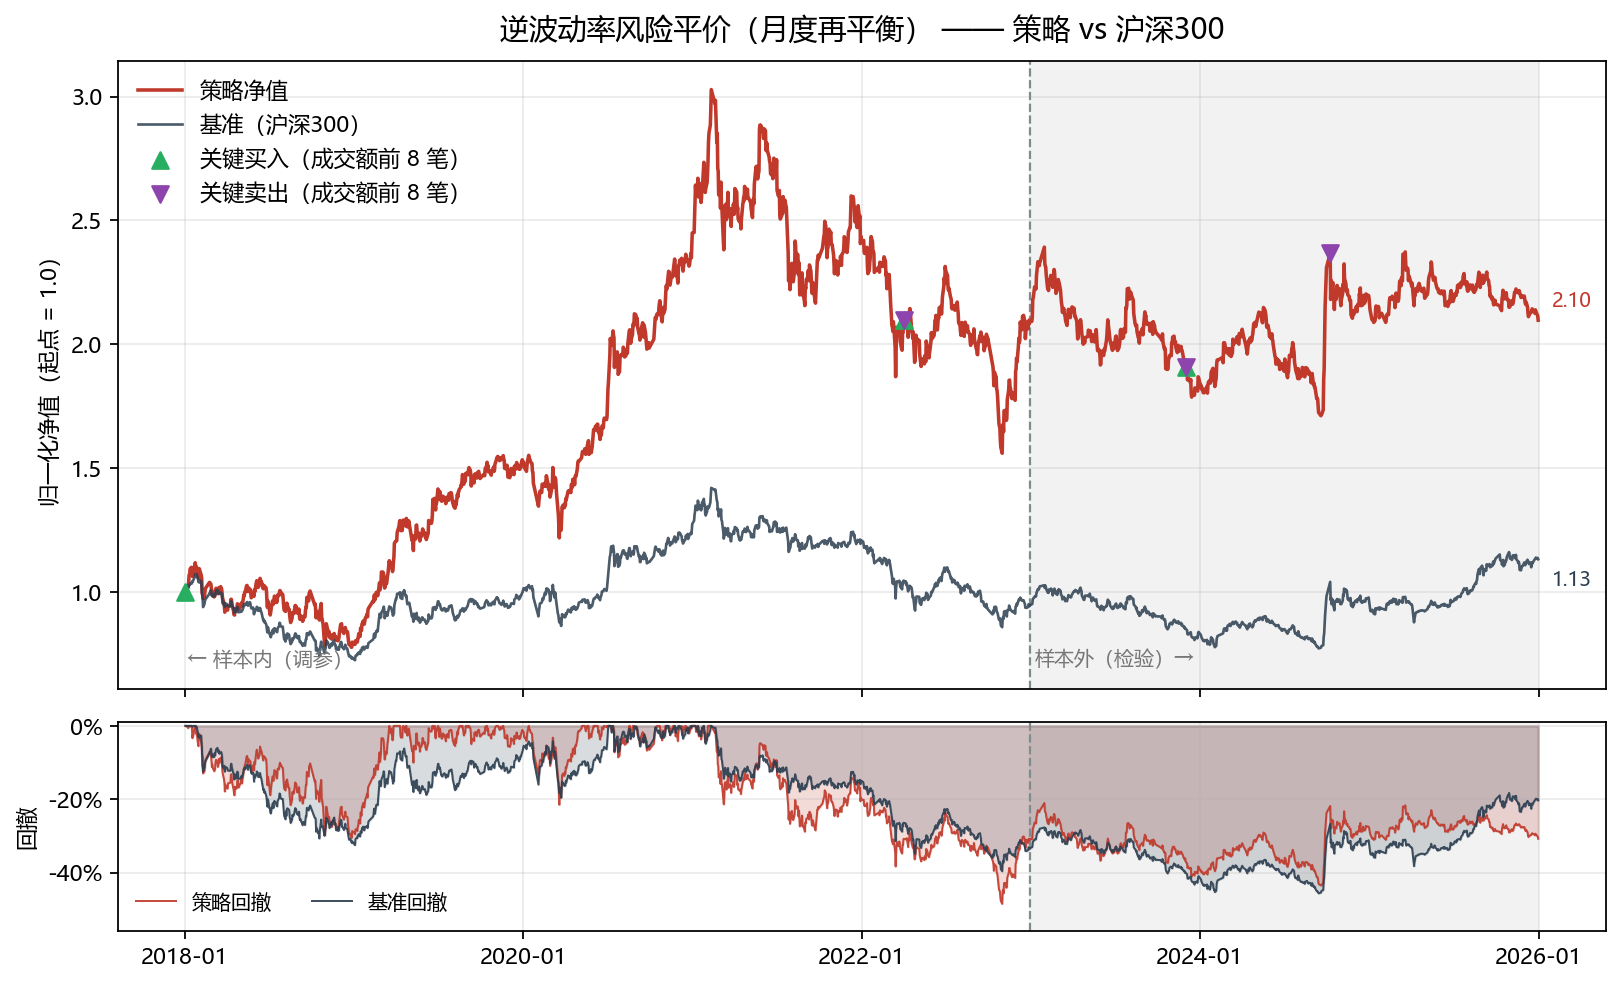 逆波动率风险平价（月度再平衡） —— 策略 vs 沪深300
策略净值
基准（沪深300）
关键买入（成交额前 8 笔）
关键卖出（成交额前 8 笔）
归一化净值（起点 = 1.0）
3.0
2.5
2.0
1.5
1.0
2.10
1.13
← 样本内（调参）
样本外（检验）→
回撤
0%
-20%
-40%
策略回撤
基准回撤
2018-01
2020-01
2022-01
2024-01
2026-01